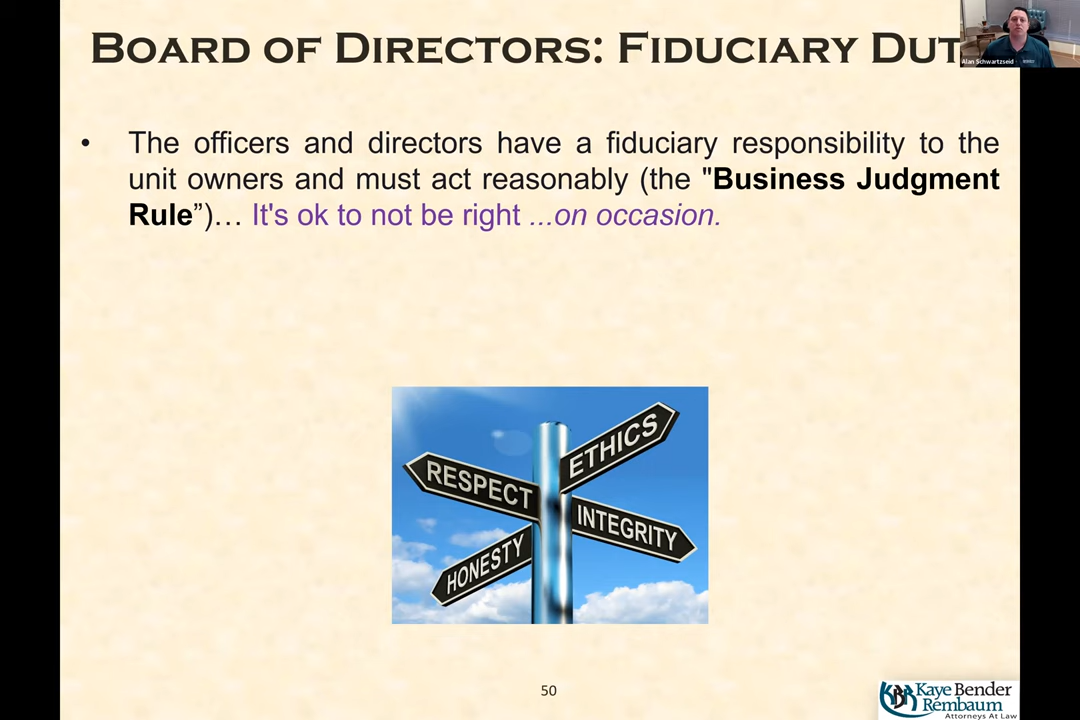 BOARD OF DIRECTORS: FIDUCIARY DUT
Alan Schwartzseid
• The officers and directors have a fiduciary responsibility to the
unit owners and must act reasonably (the "Business Judgment
Rule”)… It's ok to not be right ...on occasion.
ETHICS
RESPECT
INTEGRITY
HONESTY
50
KBR Kaye Bender
Rembaum
Attorneys At Law